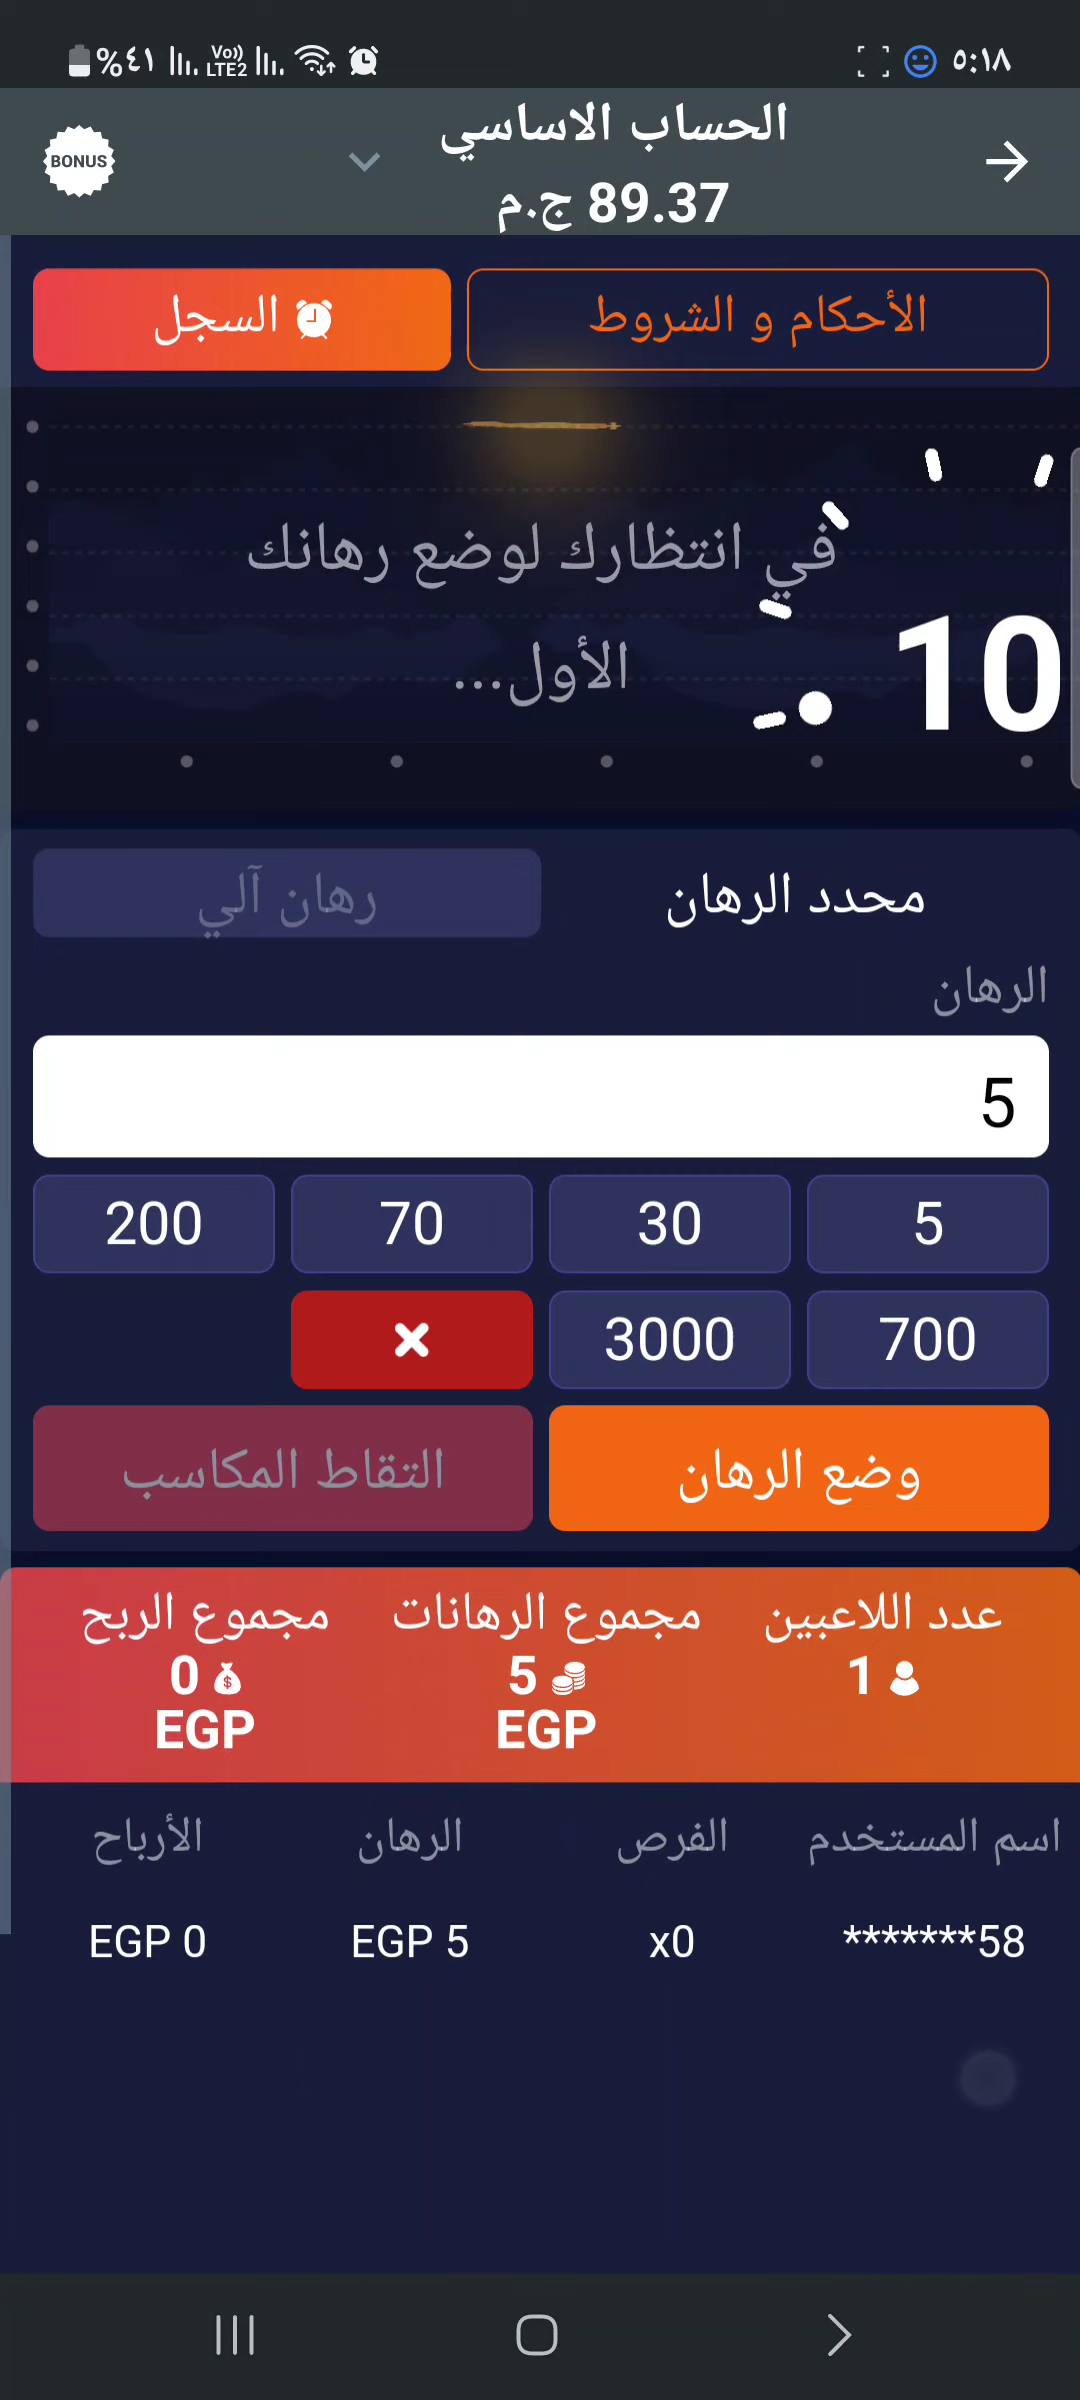 %٤١ Vo)) LTE2 ٥:١٨
الحساب الاساسي
BONUS
89.37 ج.م
الأحكام و الشروط
السجل
في انتظارك لوضع رهانك
الأول...
10
محدد الرهان
رهان آلي
الرهان
5
5 30 70 200
700 3000
وضع الرهان
التقاط المكاسب
عدد اللاعبين مجموع الرهانات مجموع الربح
1 5 0
EGP EGP
اسم المستخدم الفرص الرهان الأرباح
*******58 x0 EGP 5 EGP 0